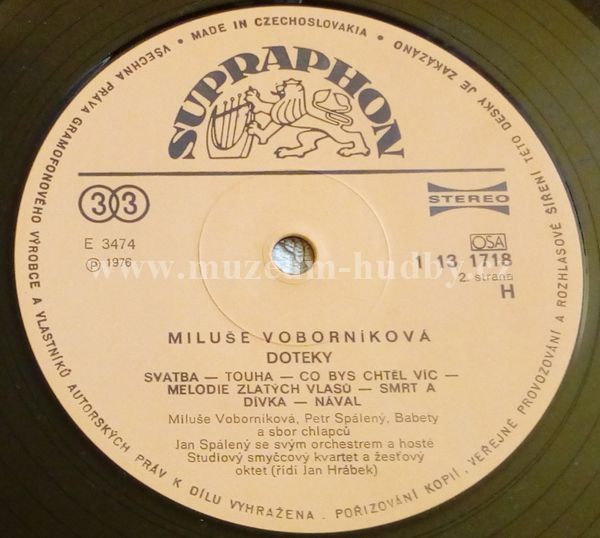 VŠECHNA PRÁVA GRAMOFONOVÉHO VÝROBCE A VLASTNÍKŮ AUTORSKÝCH PRÁV K DÍLU VYHRAŽENA. POŘIZOVÁNÍ KOPIÍ, VEŘEJNÉ PROVOZOVÁNÍ A ROZHLASOVÉ ŠÍŘENÍ TÉTO DESKY JE ZAKÁZÁNO
• MADE IN CZECHOSLOVAKIA •
SUPRAPHON
33
STEREO
E 3474
OSA
℗ 1976
1 13 1718
www.muzeum-hudby.cz
2. strana
H
MILUŠE VOBORNÍKOVÁ
DOTEKY
SVATBA — TOUHA — CO BYS CHTĚL VÍC —
MELODIE ZLATÝCH VLASŮ — SMRT A
DÍVKA — NÁVAL
Miluše Voborníková, Petr Spálený, Babety
a sbor chlapců
Jan Spálený se svým orchestrem a hosté
Studiový smyčcový kvartet a žesťový
oktet (řídí Jan Hrábek)